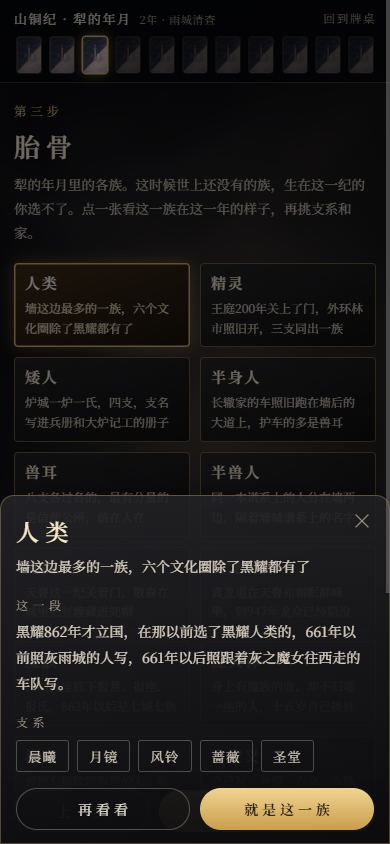 山铜纪 · 犁的年月 2年 · 雨城清查 回到牌桌
第三步
胎骨
犁的年月里的各族。这时候世上还没有的族，生在这一纪的
你选不了。点一张看这一族在这一年的样子，再挑支系和
家。
人类
墙这边最多的一族，六个文
化圈除了黑耀都有了
精灵
王庭200年关上了门，外环林
市照旧开，三支同出一族
矮人
炉城一炉一氏，四支，支名
写进兵册和大炉记工的册子
半身人
长辙家的车照旧跑在墙后的
大道上，护车的多是兽耳
兽耳
半兽人
人类
墙这边最多的一族，六个文化圈除了黑耀都有了
这一段
黑耀862年才立国，在那以前选了黑耀人类的，661年以
前照灰雨城的人写，661年以后照跟着灰之魔女往西走的
车队写。
支系
晨曦
月镜
风铃
蔷薇
圣堂
再看看
就是这一族